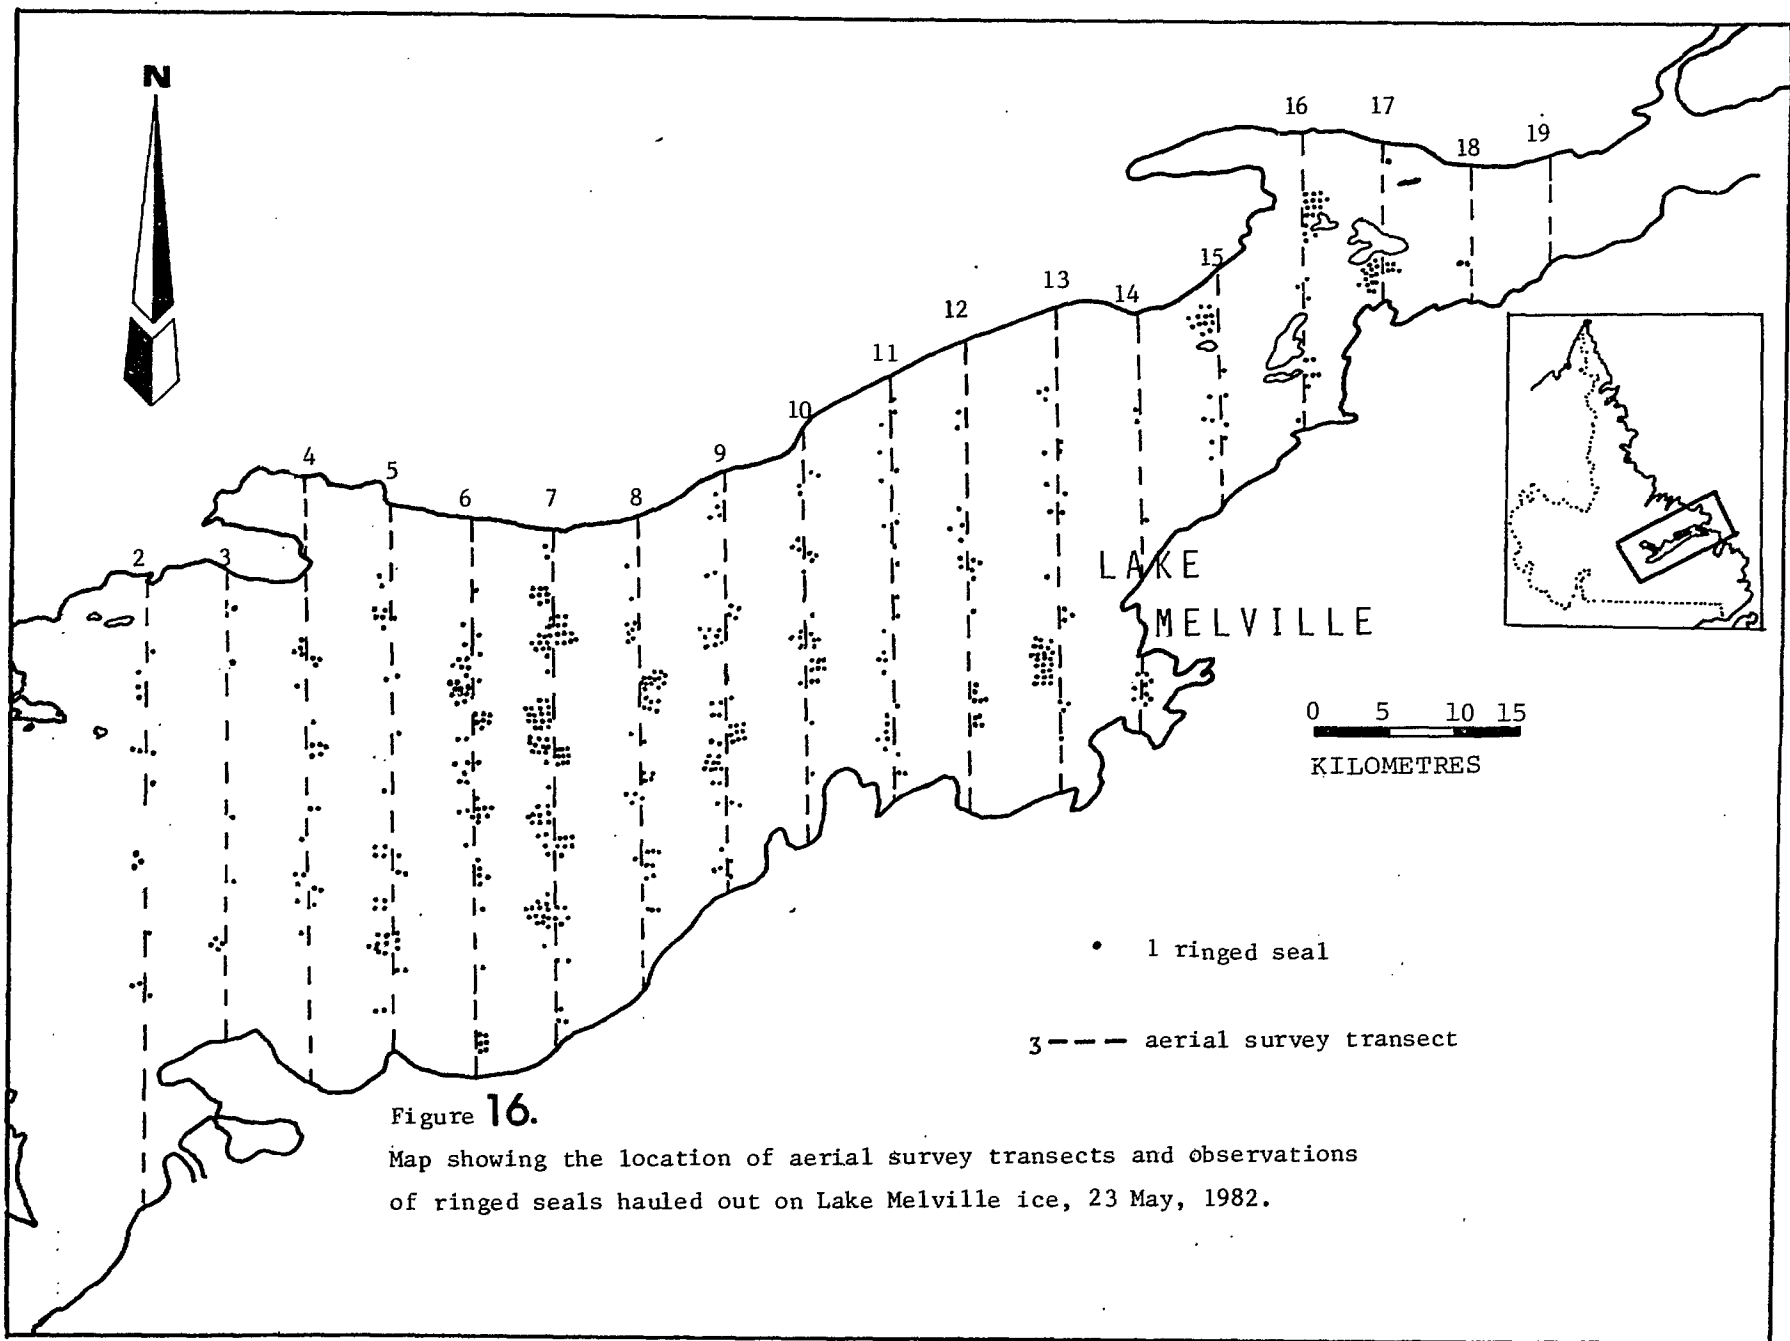 N
16 17
18 19
15
13
14
12
11
10
9
4
5
6 7 8
2 3
LAKE
MELVILLE
0 5 10 15
KILOMETRES
1 ringed seal
3 aerial survey transect
Figure 16.
Map showing the location of aerial survey transects and observations
of ringed seals hauled out on Lake Melville ice, 23 May, 1982.